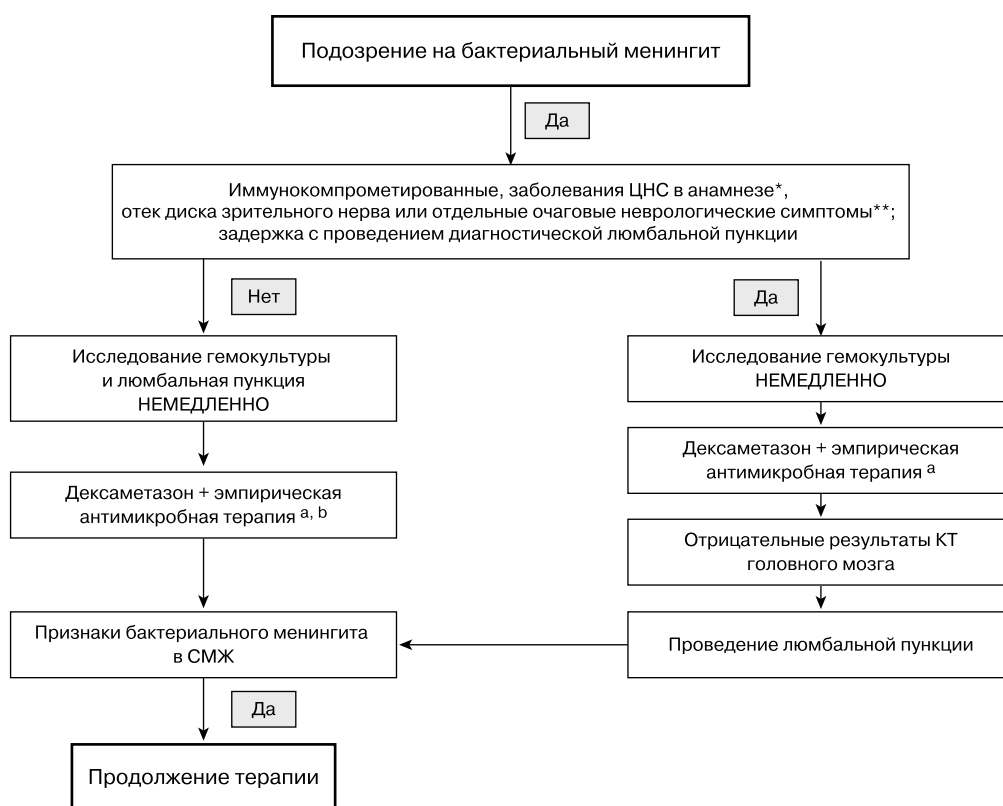 Подозрение на бактериальный менингит
Да
Иммунокомпрометированные, заболевания ЦНС в анамнезе*,
отек диска зрительного нерва или отдельные очаговые неврологические симптомы**;
задержка с проведением диагностической люмбальной пункции
Нет
Да
Исследование гемокультуры
и люмбальная пункция
НЕМЕДЛЕННО
Исследование гемокультуры
НЕМЕДЛЕННО
Дексаметазон + эмпирическая
антимикробная терапия a
Дексаметазон + эмпирическая
антимикробная терапия a, b
Отрицательные результаты КТ
головного мозга
Признаки бактериального менингита
в СМЖ
Проведение люмбальной пункции
Да
Продолжение терапии